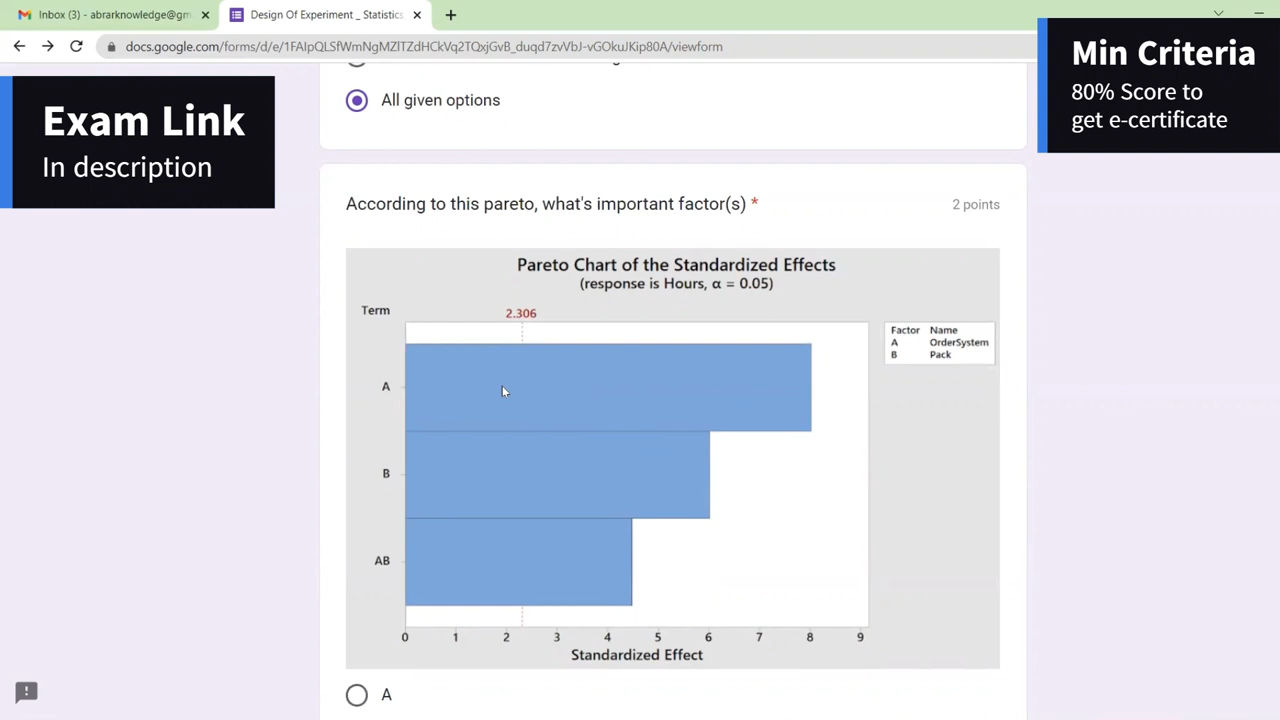 Inbox (3) - abrarknowledge@gm
Design Of Experiment _ Statistics
docs.google.com/forms/d/e/1FAIpQLSfWmNgMZlTZdHCkVq2TQxjGvB_duqd7zvVbJ-vGOkuJKip80A/viewform
Exam Link
In description
Min Criteria
80% Score to
get e-certificate
All given options
According to this pareto, what's important factor(s) *
2 points
Pareto Chart of the Standardized Effects
(response is Hours, α = 0.05)
Term
2.306
Factor Name
A OrderSystem
B Pack
A
B
AB
0 1 2 3 4 5 6 7 8 9
Standardized Effect
A